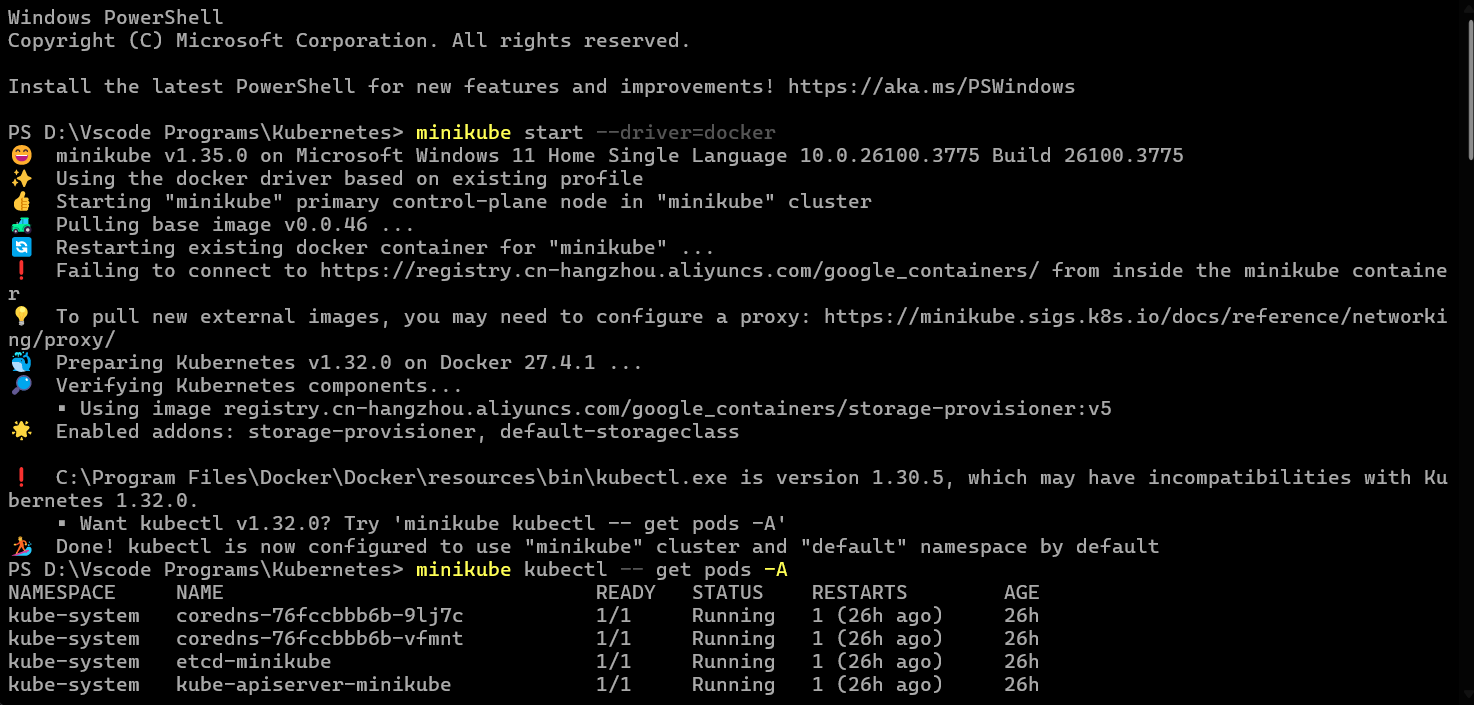 Windows PowerShell
Copyright (C) Microsoft Corporation. All rights reserved.
Install the latest PowerShell for new features and improvements! https://aka.ms/PSWindows
PS D:\Vscode Programs\Kubernetes> minikube start --driver=docker
😄  minikube v1.35.0 on Microsoft Windows 11 Home Single Language 10.0.26100.3775 Build 26100.3775
✨  Using the docker driver based on existing profile
👍  Starting "minikube" primary control-plane node in "minikube" cluster
🚜  Pulling base image v0.0.46 ...
🔄  Restarting existing docker container for "minikube" ...
❗  Failing to connect to https://registry.cn-hangzhou.aliyuncs.com/google_containers/ from inside the minikube containe
r
💡  To pull new external images, you may need to configure a proxy: https://minikube.sigs.k8s.io/docs/reference/networki
ng/proxy/
🐳  Preparing Kubernetes v1.32.0 on Docker 27.4.1 ...
🔎  Verifying Kubernetes components...
    ▪ Using image registry.cn-hangzhou.aliyuncs.com/google_containers/storage-provisioner:v5
🌟  Enabled addons: storage-provisioner, default-storageclass
❗  C:\Program Files\Docker\Docker\resources\bin\kubectl.exe is version 1.30.5, which may have incompatibilities with Ku
bernetes 1.32.0.
    ▪ Want kubectl v1.32.0? Try 'minikube kubectl -- get pods -A'
🏄  Done! kubectl is now configured to use "minikube" cluster and "default" namespace by default
PS D:\Vscode Programs\Kubernetes> minikube kubectl -- get pods -A
NAMESPACE     NAME                               READY   STATUS    RESTARTS        AGE
kube-system   coredns-76fccbbb6b-9lj7c           1/1     Running   1 (26h ago)     26h
kube-system   coredns-76fccbbb6b-vfmnt           1/1     Running   1 (26h ago)     26h
kube-system   etcd-minikube                      1/1     Running   1 (26h ago)     26h
kube-system   kube-apiserver-minikube            1/1     Running   1 (26h ago)     26h